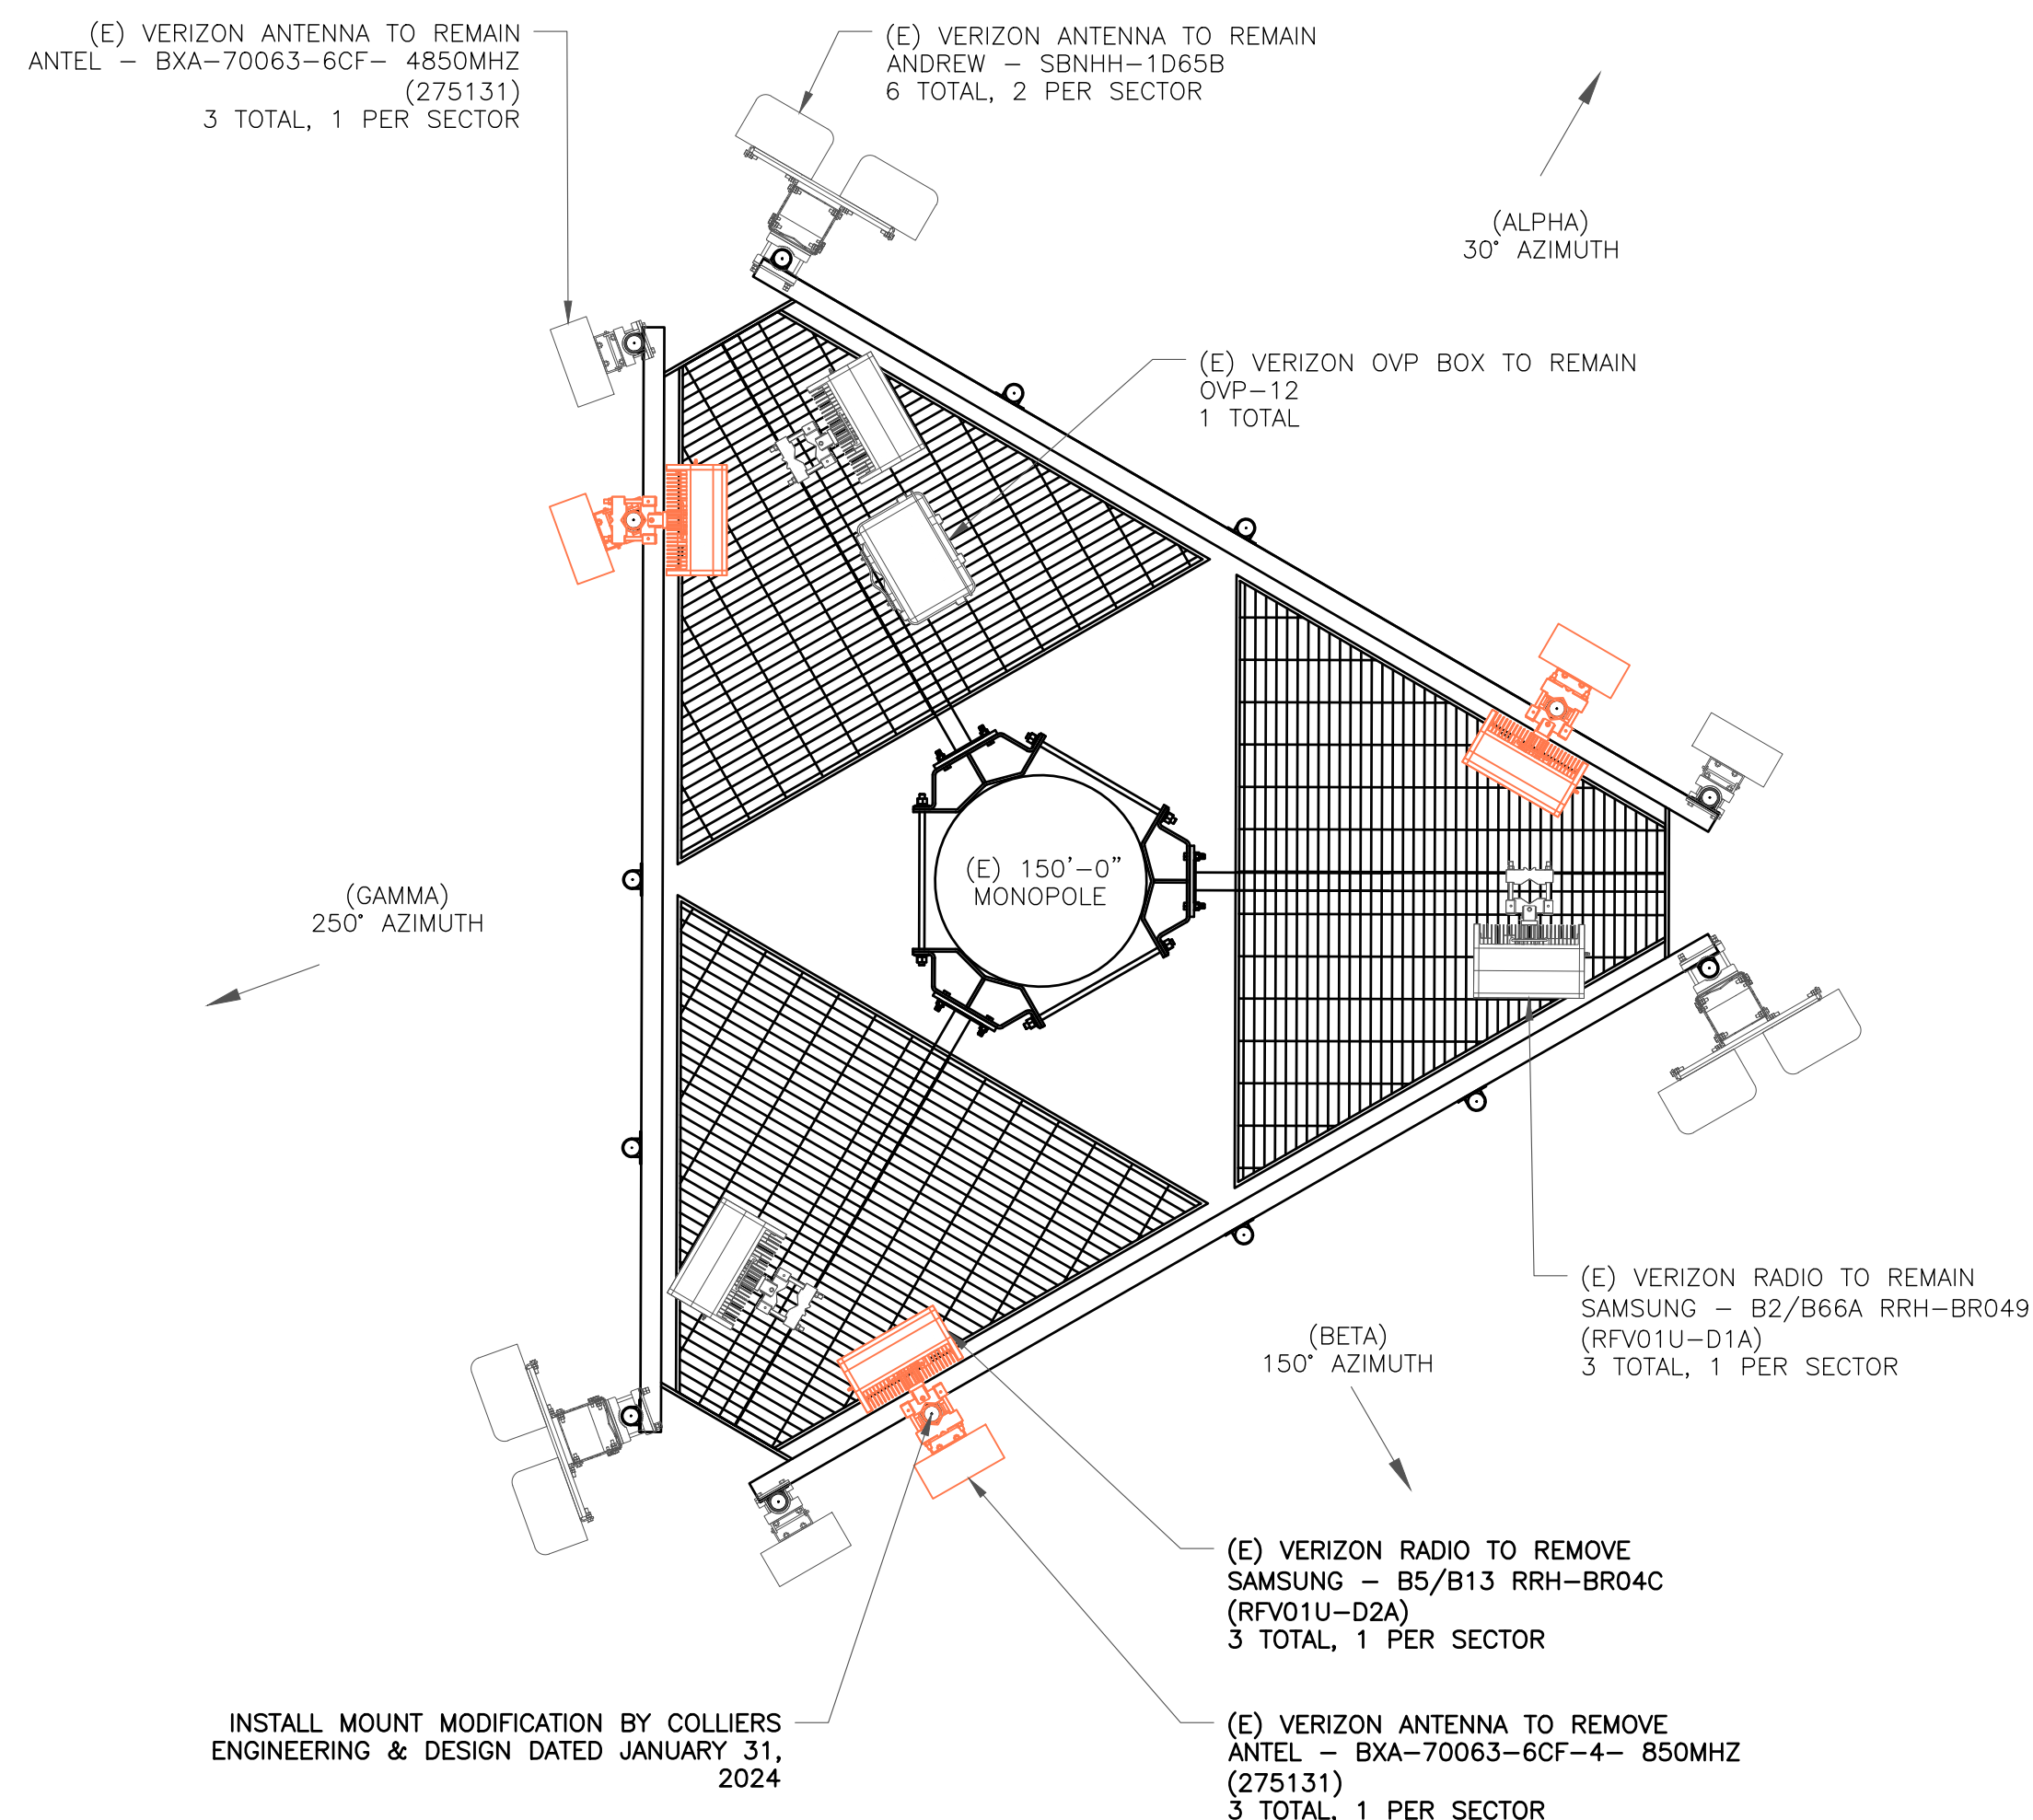 (E) VERIZON ANTENNA TO REMAIN
ANTEL - BXA-70063-6CF- 4850MHZ
(275131)
3 TOTAL, 1 PER SECTOR
(E) VERIZON ANTENNA TO REMAIN
ANDREW - SBNHH-1D65B
6 TOTAL, 2 PER SECTOR
(ALPHA)
30° AZIMUTH
(E) VERIZON OVP BOX TO REMAIN
OVP-12
1 TOTAL
(E) 150'-0"
MONOPOLE
(GAMMA)
250° AZIMUTH
(E) VERIZON RADIO TO REMAIN
SAMSUNG - B2/B66A RRH-BR049
(RFV01U-D1A)
3 TOTAL, 1 PER SECTOR
(BETA)
150° AZIMUTH
(E) VERIZON RADIO TO REMOVE
SAMSUNG - B5/B13 RRH-BR04C
(RFV01U-D2A)
3 TOTAL, 1 PER SECTOR
INSTALL MOUNT MODIFICATION BY COLLIERS
ENGINEERING & DESIGN DATED JANUARY 31,
2024
(E) VERIZON ANTENNA TO REMOVE
ANTEL - BXA-70063-6CF-4- 850MHZ
(275131)
3 TOTAL, 1 PER SECTOR